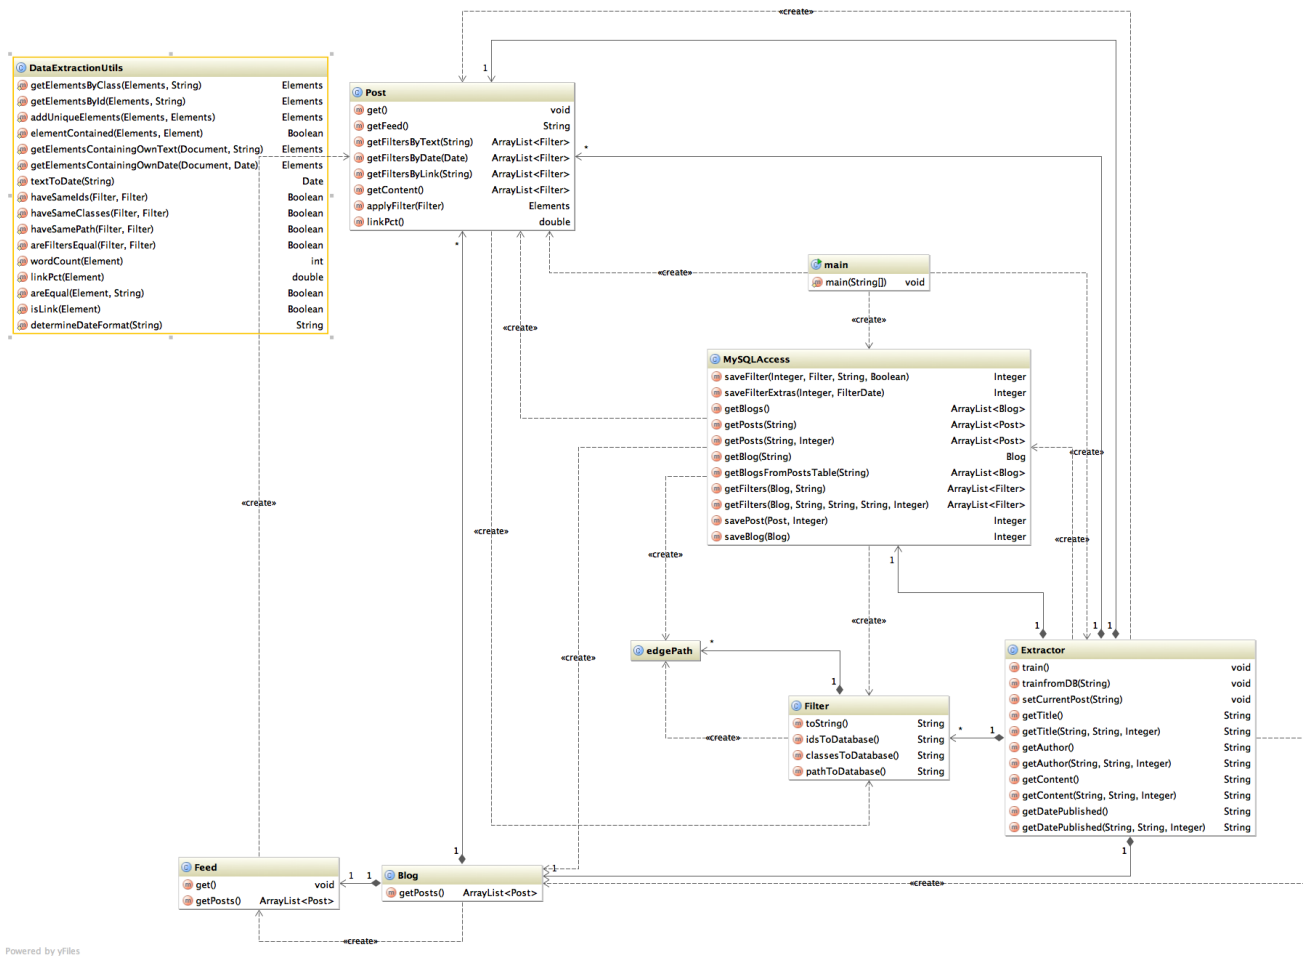 «create»
1
DataExtractionUtils
getElementsByClass(Elements, String) Elements
getElementsById(Elements, String) Elements
addUniqueElements(Elements, Elements) Elements
elementContained(Elements, Element) Boolean
getElementsContainingOwnText(Document, String) Elements
getElementsContainingOwnDate(Document, Date) Elements
textToDate(String) Date
haveSameIds(Filter, Filter) Boolean
haveSameClasses(Filter, Filter) Boolean
haveSamePath(Filter, Filter) Boolean
areFiltersEqual(Filter, Filter) Boolean
wordCount(Element) int
linkPct(Element) double
areEqual(Element, String) Boolean
isLink(Element) Boolean
determineDateFormat(String) String
Post
get() void
getFeed() String
getFiltersByText(String) ArrayList<Filter>
getFiltersByDate(Date) ArrayList<Filter>
getFiltersByLink(String) ArrayList<Filter>
getContent() ArrayList<Filter>
applyFilter(Filter) Elements
linkPct() double
*
*
main
main(String[]) void
«create»
«create»
«create»
MySQLAccess
saveFilter(Integer, Filter, String, Boolean) Integer
saveFilterExtras(Integer, FilterDate) Integer
getBlogs() ArrayList<Blog>
getPosts(String) ArrayList<Post>
getPosts(String, Integer) ArrayList<Post>
getBlog(String) Blog
getBlogsFromPostsTable(String) ArrayList<Blog>
getFilters(Blog, String) ArrayList<Filter>
getFilters(Blog, String, String, String, Integer) ArrayList<Filter>
savePost(Post, Integer) Integer
saveBlog(Blog) Integer
«create»
«create»
«create»
«create»
«create»
1
«create»
1
1
1
«create»
edgePath
*
1
Extractor
train() void
trainfromDB(String) void
setCurrentPost(String) void
getTitle() String
getTitle(String, String, Integer) String
getAuthor() String
getAuthor(String, String, Integer) String
getContent() String
getContent(String, String, Integer) String
getDatePublished() String
getDatePublished(String, String, Integer) String
Filter
toString() String
idsToDatabase() String
classesToDatabase() String
pathToDatabase() String
*
1
«create»
1
1
Feed
get() void
getPosts() ArrayList<Post>
1
1
Blog
getPosts() ArrayList<Post>
1
«create»
«create»
Powered by yFiles